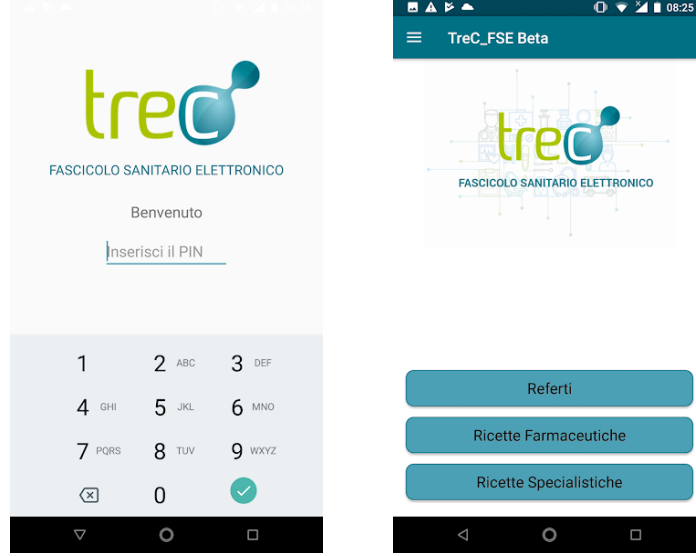 trec
FASCICOLO SANITARIO ELETTRONICO
Benvenuto
Inserisci il PIN
1
2 ABC
3 DEF
4 GHI
5 JKL
6 MNO
7 PQRS
8 TUV
9 WXYZ
0
08:25
TreC_FSE Beta
trec
FASCICOLO SANITARIO ELETTRONICO
Referti
Ricette Farmaceutiche
Ricette Specialistiche